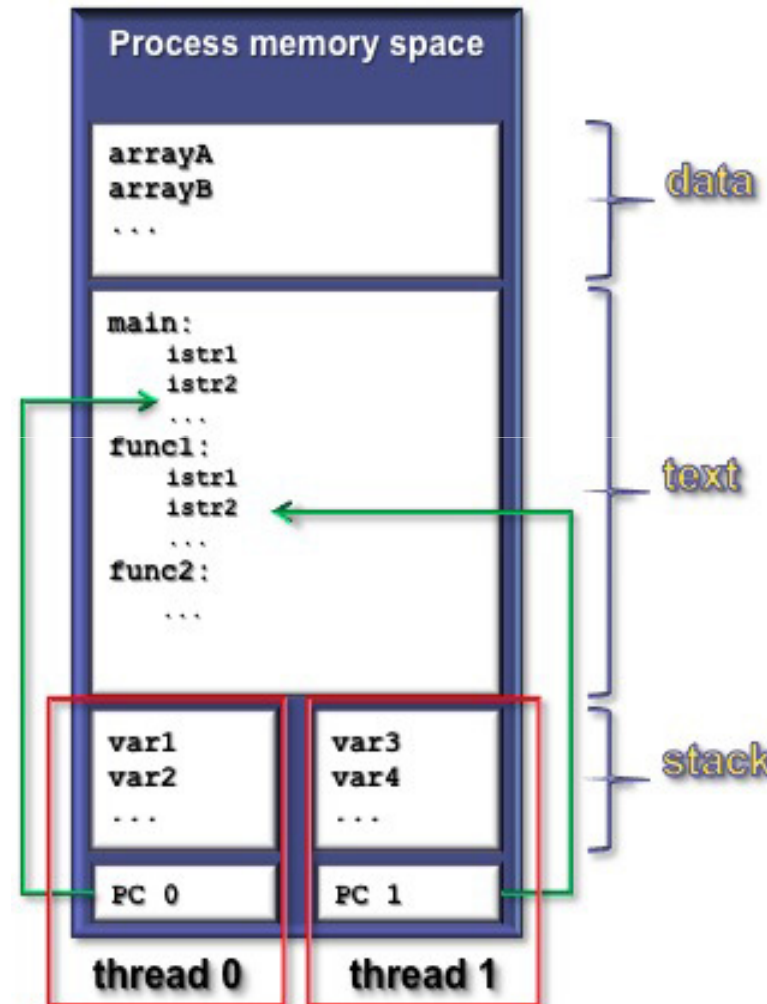 Process memory space
arrayA
arrayB
...
data
main:
istr1
istr2
...
func1:
istr1
istr2
...
func2:
...
text
var1
var2
...
var3
var4
...
stack
PC 0
PC 1
thread 0
thread 1